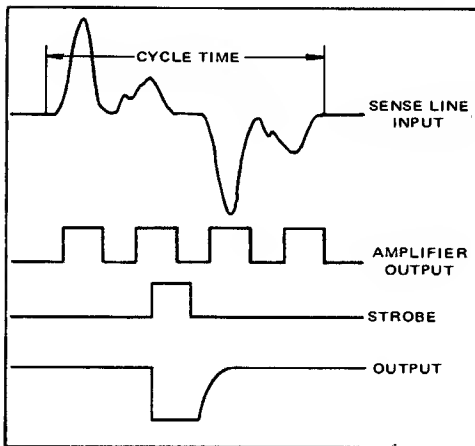 CYCLE TIME
SENSE LINE
INPUT
AMPLIFIER
OUTPUT
STROBE
OUTPUT